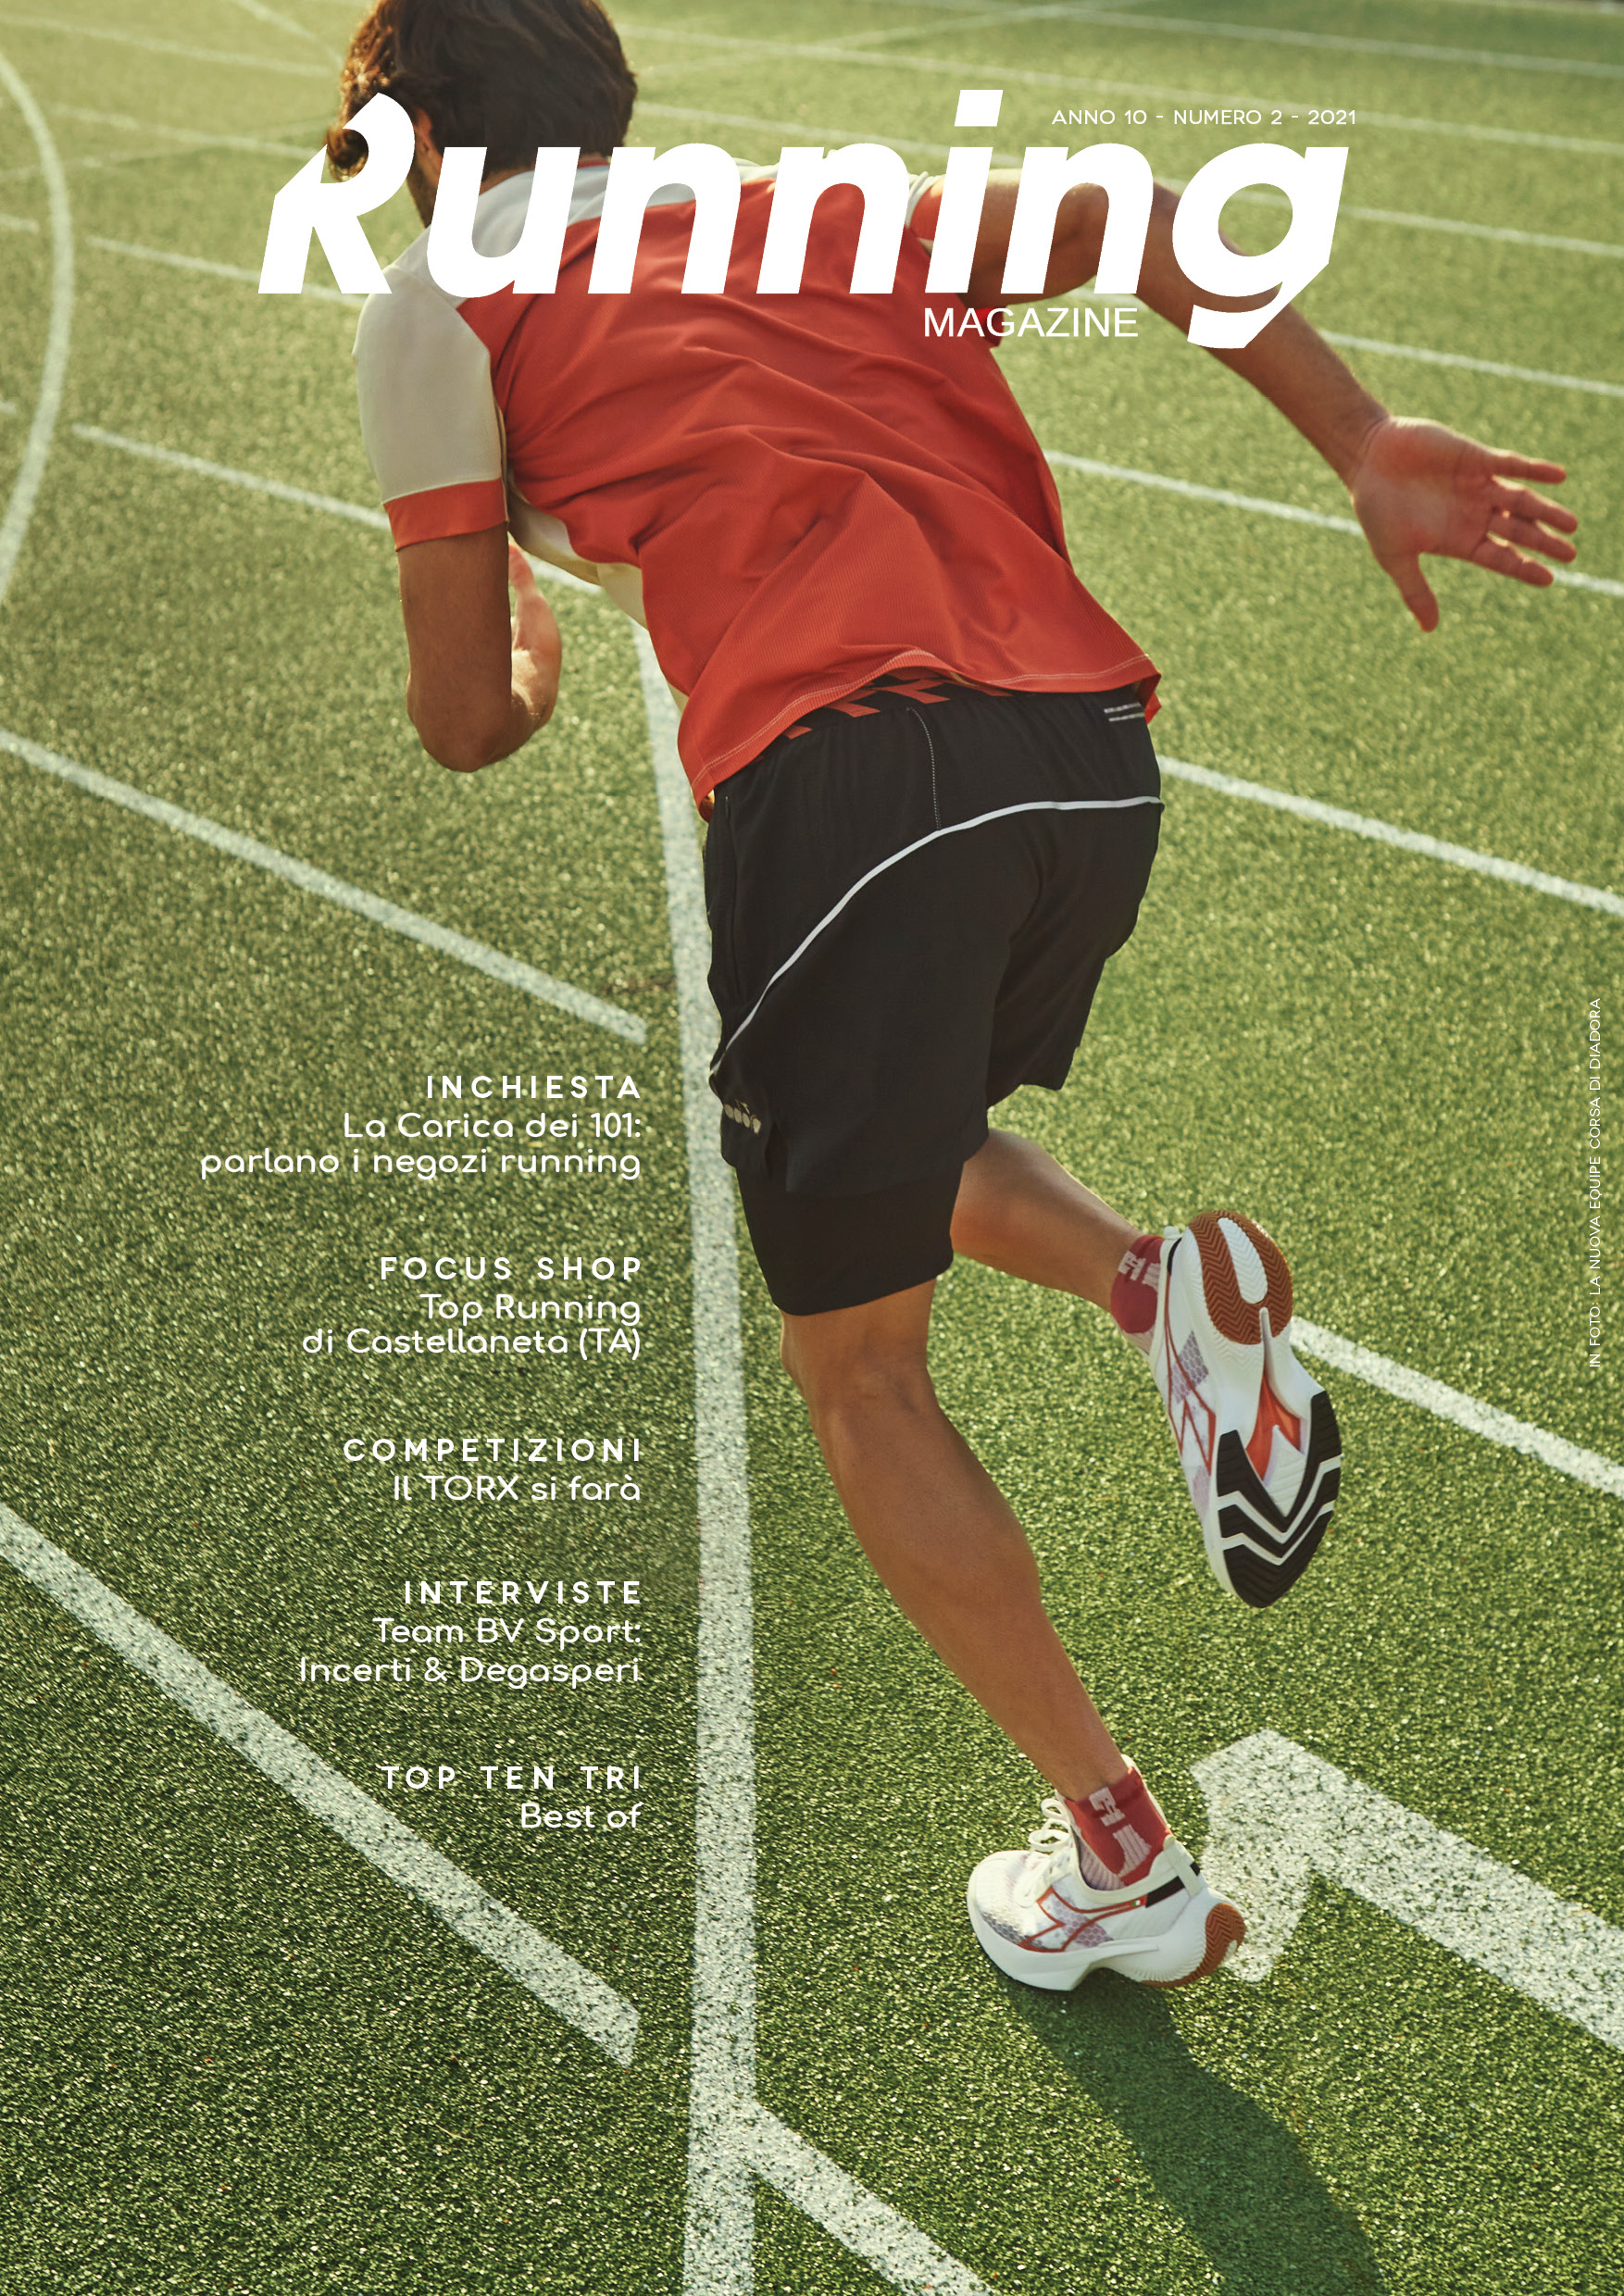 ANNO 10 - NUMERO 2 - 2021
Running
MAGAZINE
INCHIESTA
La Carica dei 101:
parlano i negozi running
FOCUS SHOP
Top Running
di Castellaneta (TA)
COMPETIZIONI
Il TORX si farà
INTERVISTE
Team BV Sport:
Incerti & Degasperi
TOP TEN TRI
Best of
IN FOTO: LA NUOVA EQUIPE CORSA DI DIADORA